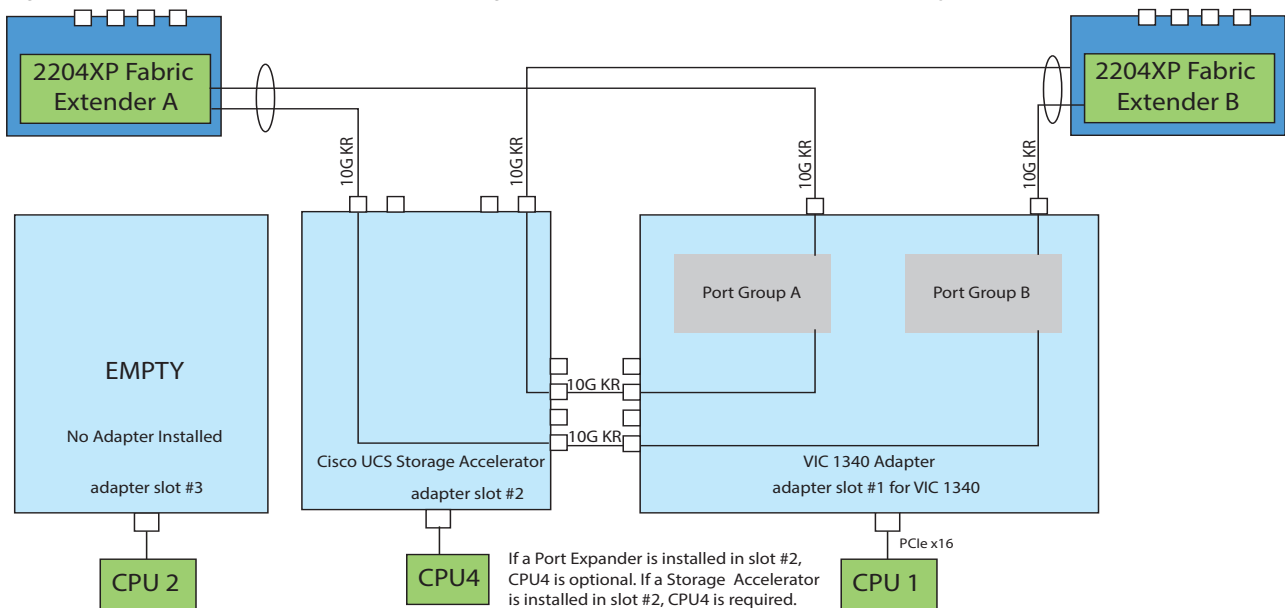 2204XP Fabric
Extender A
2204XP Fabric
Extender B
10G KR
10G KR
10G KR
10G KR
EMPTY
No Adapter Installed
adapter slot #3
10G KR
10G KR
Cisco UCS Storage Accelerator
adapter slot #2
Port Group A
Port Group B
VIC 1340 Adapter
adapter slot #1 for VIC 1340
PCIe x16
CPU 2
CPU4
If a Port Expander is installed in slot #2,
CPU4 is optional. If a Storage Accelerator
is installed in slot #2, CPU4 is required.
CPU 1